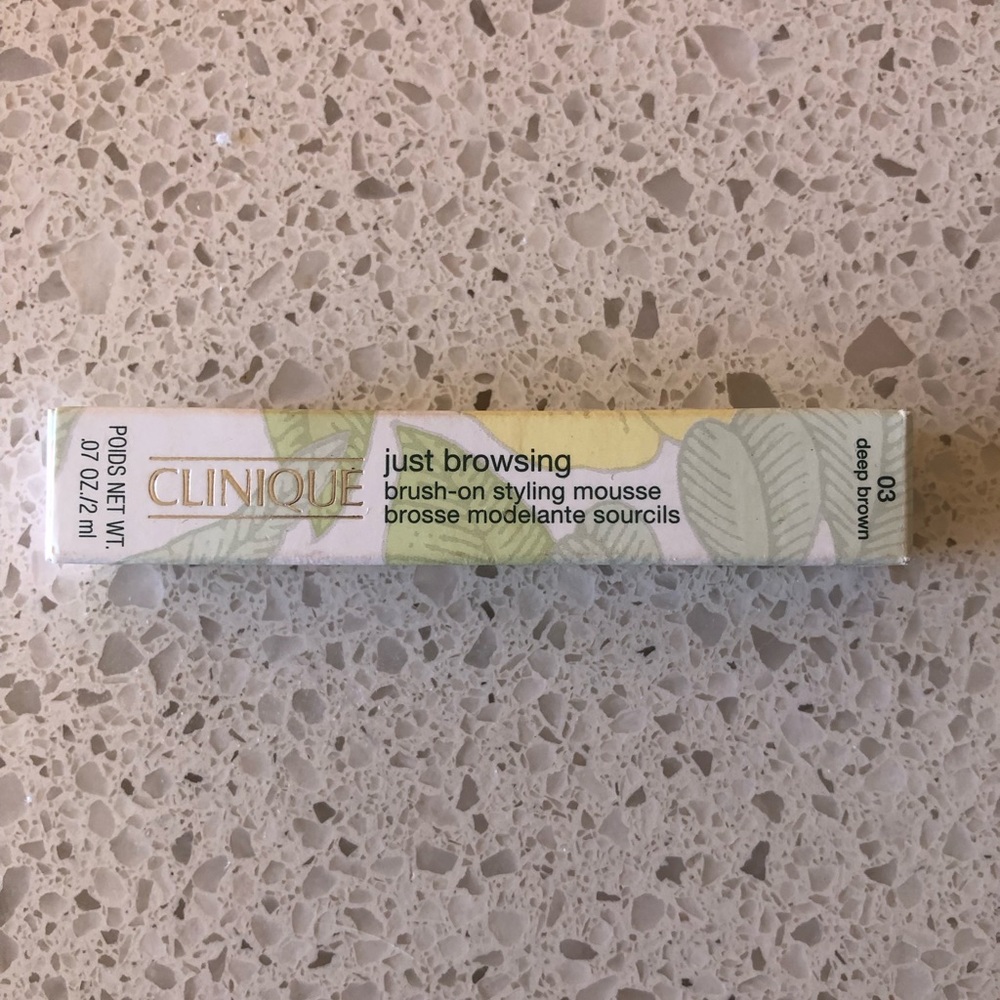 POIDS NET WT.
.07 OZ./2 ml
CLINIQUE
just browsing
brush-on styling mousse
brosse modelante sourcils
03
deep brown